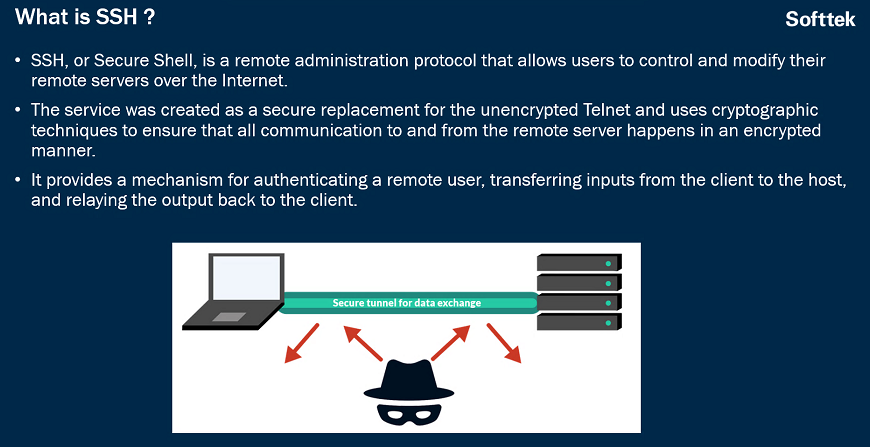 What is SSH ?
Softtek
• SSH, or Secure Shell, is a remote administration protocol that allows users to control and modify their
remote servers over the Internet.
• The service was created as a secure replacement for the unencrypted Telnet and uses cryptographic
techniques to ensure that all communication to and from the remote server happens in an encrypted
manner.
• It provides a mechanism for authenticating a remote user, transferring inputs from the client to the host,
and relaying the output back to the client.
Secure tunnel for data exchange